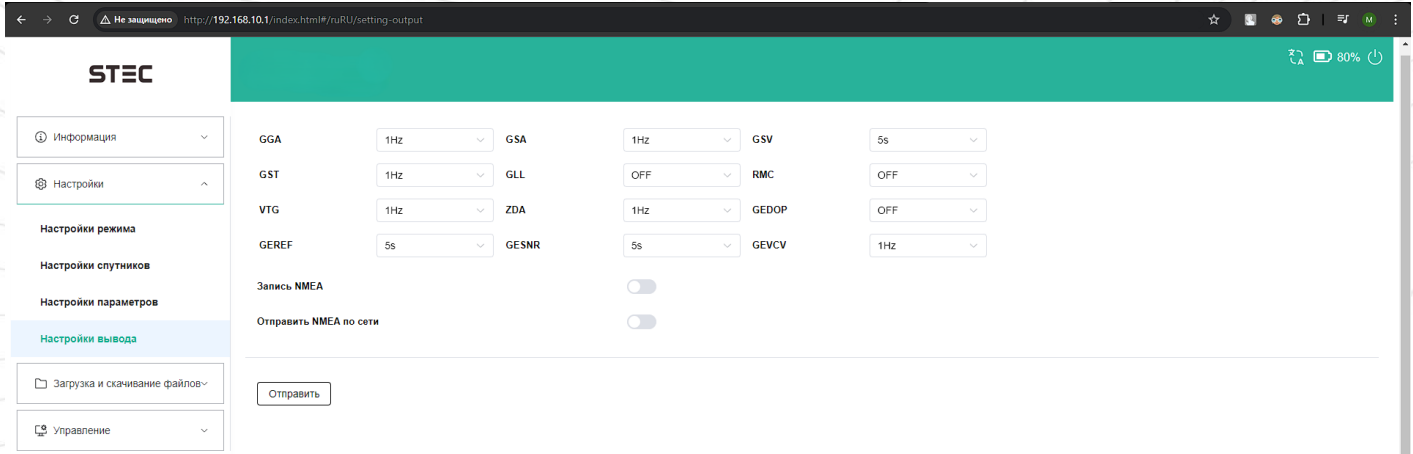 Не защищено http://192.168.10.1/index.html#/ruRU/setting-output M
STEC
80%
Информация
Настройки
Настройки режима
Настройки спутников
Настройки параметров
Настройки вывода
Загрузка и скачивание файлов
Управление
GGA 1Hz GSA 1Hz GSV 5s
GST 1Hz GLL OFF RMC OFF
VTG 1Hz ZDA 1Hz GEDOP OFF
GEREF 5s GESNR 5s GEVCV 1Hz
Запись NMEA
Отправить NMEA по сети
Отправить